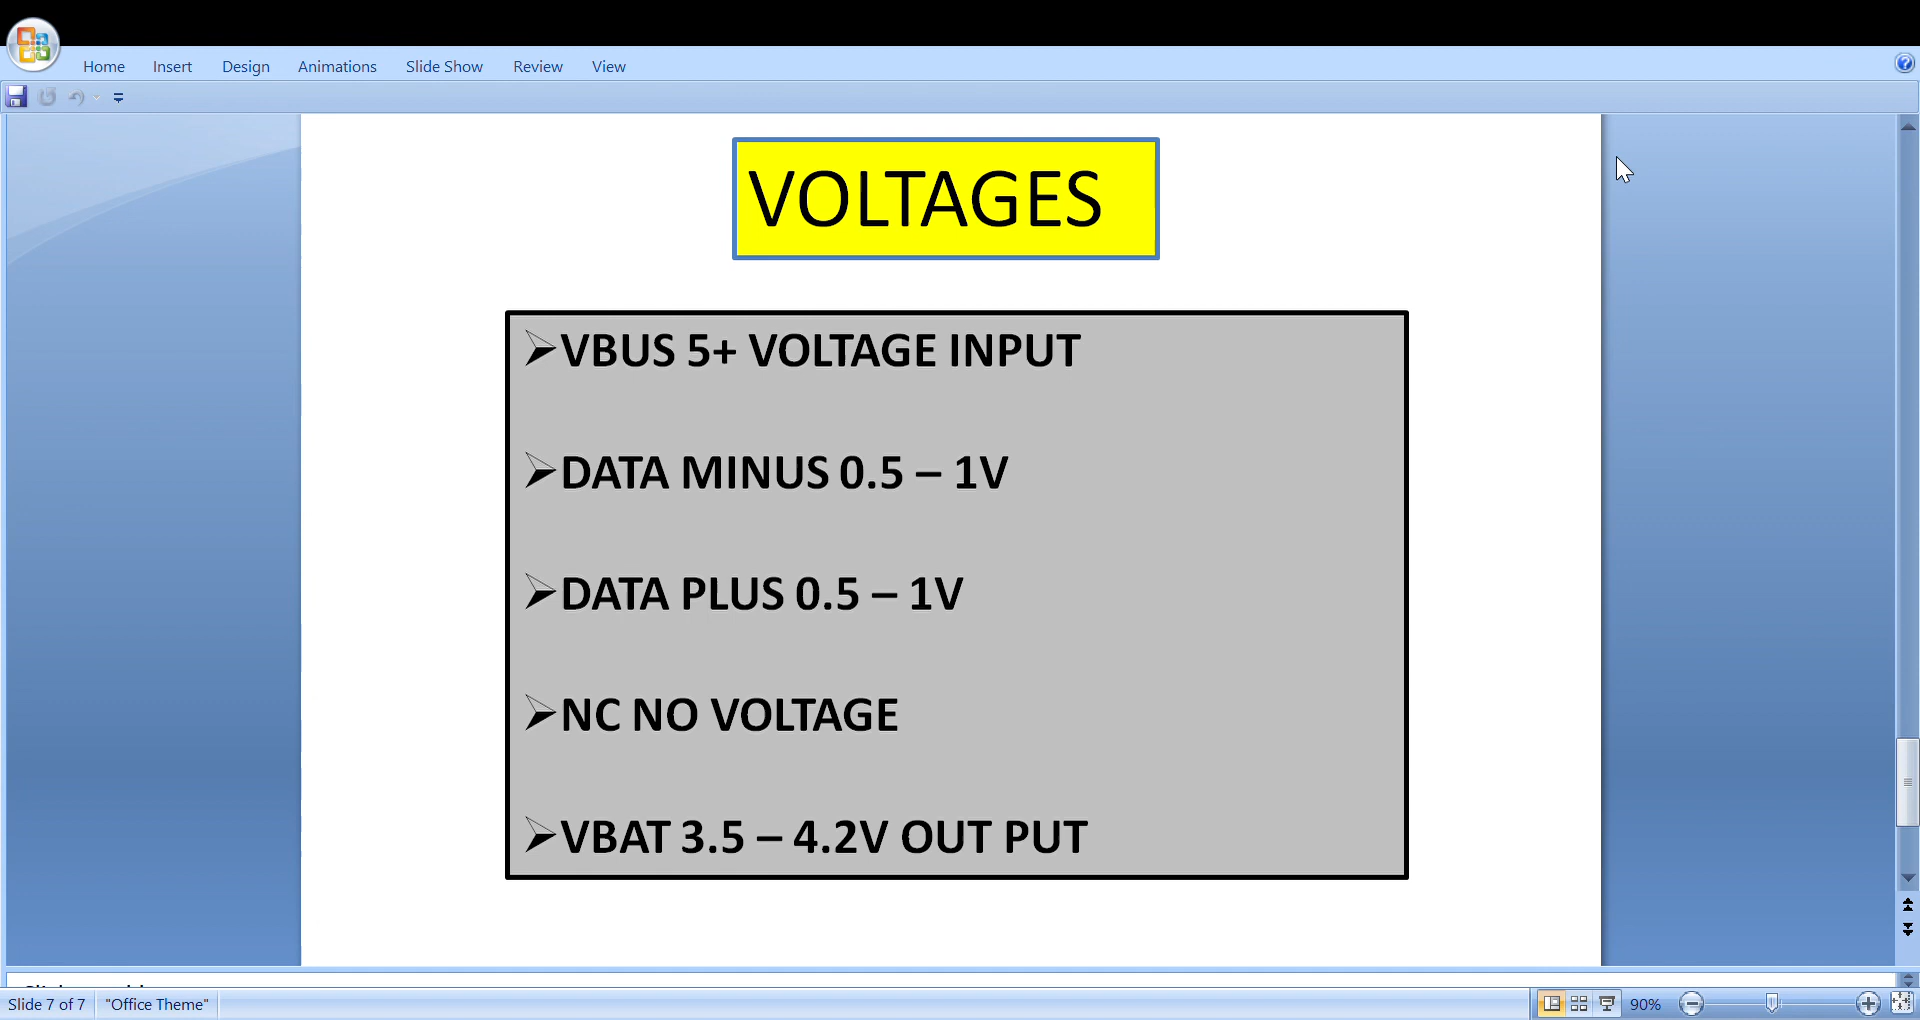 Home Insert Design Animations Slide Show Review View
VOLTAGES
➢VBUS 5+ VOLTAGE INPUT
➢DATA MINUS 0.5 – 1V
➢DATA PLUS 0.5 – 1V
➢NC NO VOLTAGE
➢VBAT 3.5 – 4.2V OUT PUT
Slide 7 of 7 "Office Theme" 90%